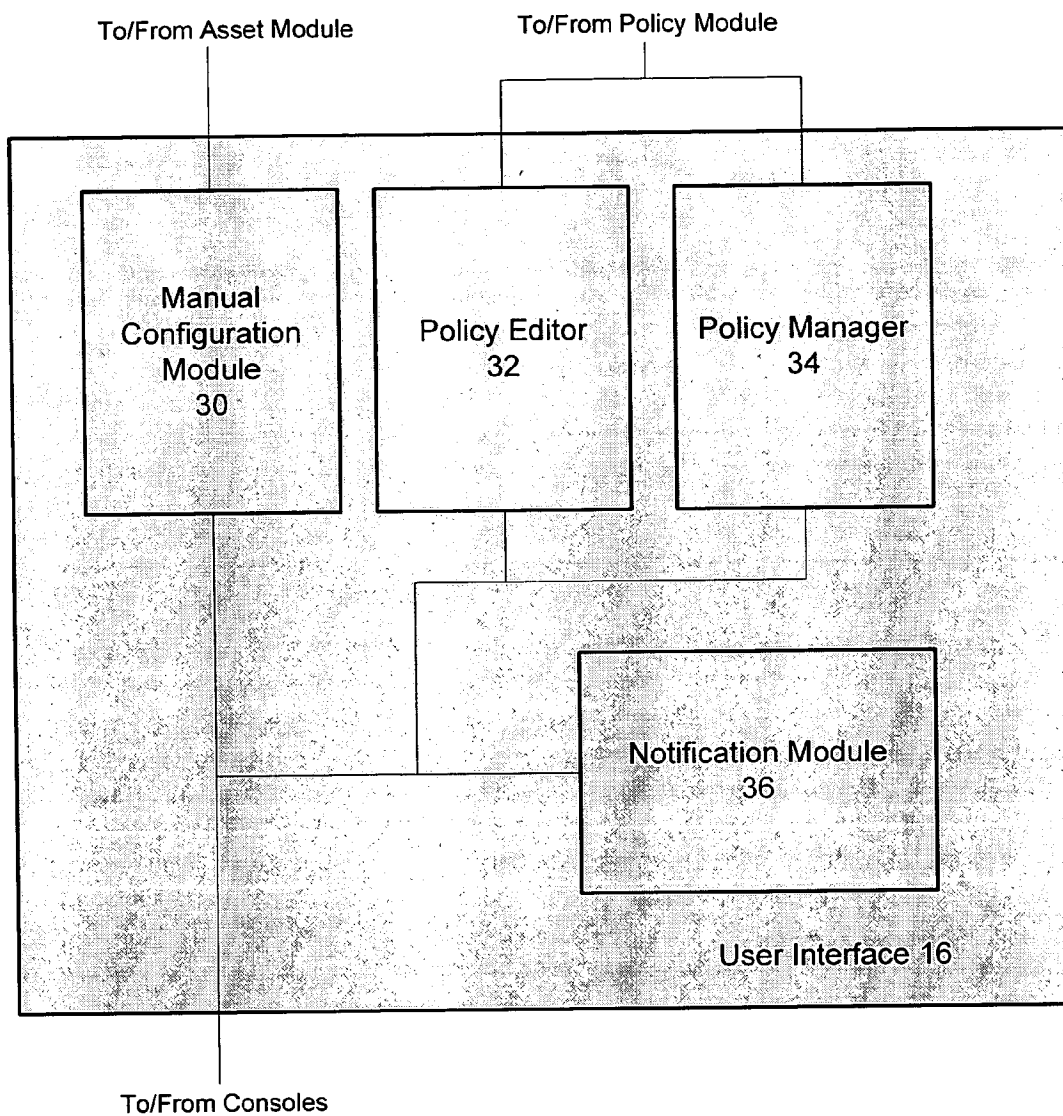 To/From Asset Module
To/From Policy Module
Manual
Configuration
Module
30
Policy Editor
32
Policy Manager
34
Notification Module
36
User Interface 16
To/From Consoles